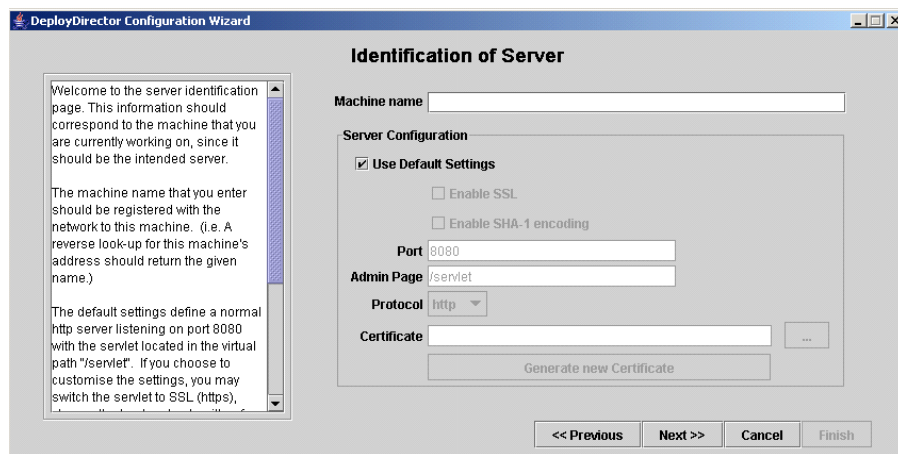 DeployDirector Configuration Wizard
Identification of Server
Welcome to the server identification
page. This information should
correspond to the machine that you
are currently working on, since it
should be the intended server.
The machine name that you enter
should be registered with the
network to this machine. (i.e. A
reverse look-up for this machine's
address should return the given
name.)
The default settings define a normal
http server listening on port 8080
with the servlet located in the virtual
path "/servlet". If you choose to
customise the settings, you may
switch the servlet to SSL (https),
Machine name
Server Configuration
Use Default Settings
Enable SSL
Enable SHA-1 encoding
Port 8080
Admin Page /servlet
Protocol http
Certificate ...
Generate new Certificate
<< Previous Next >> Cancel Finish